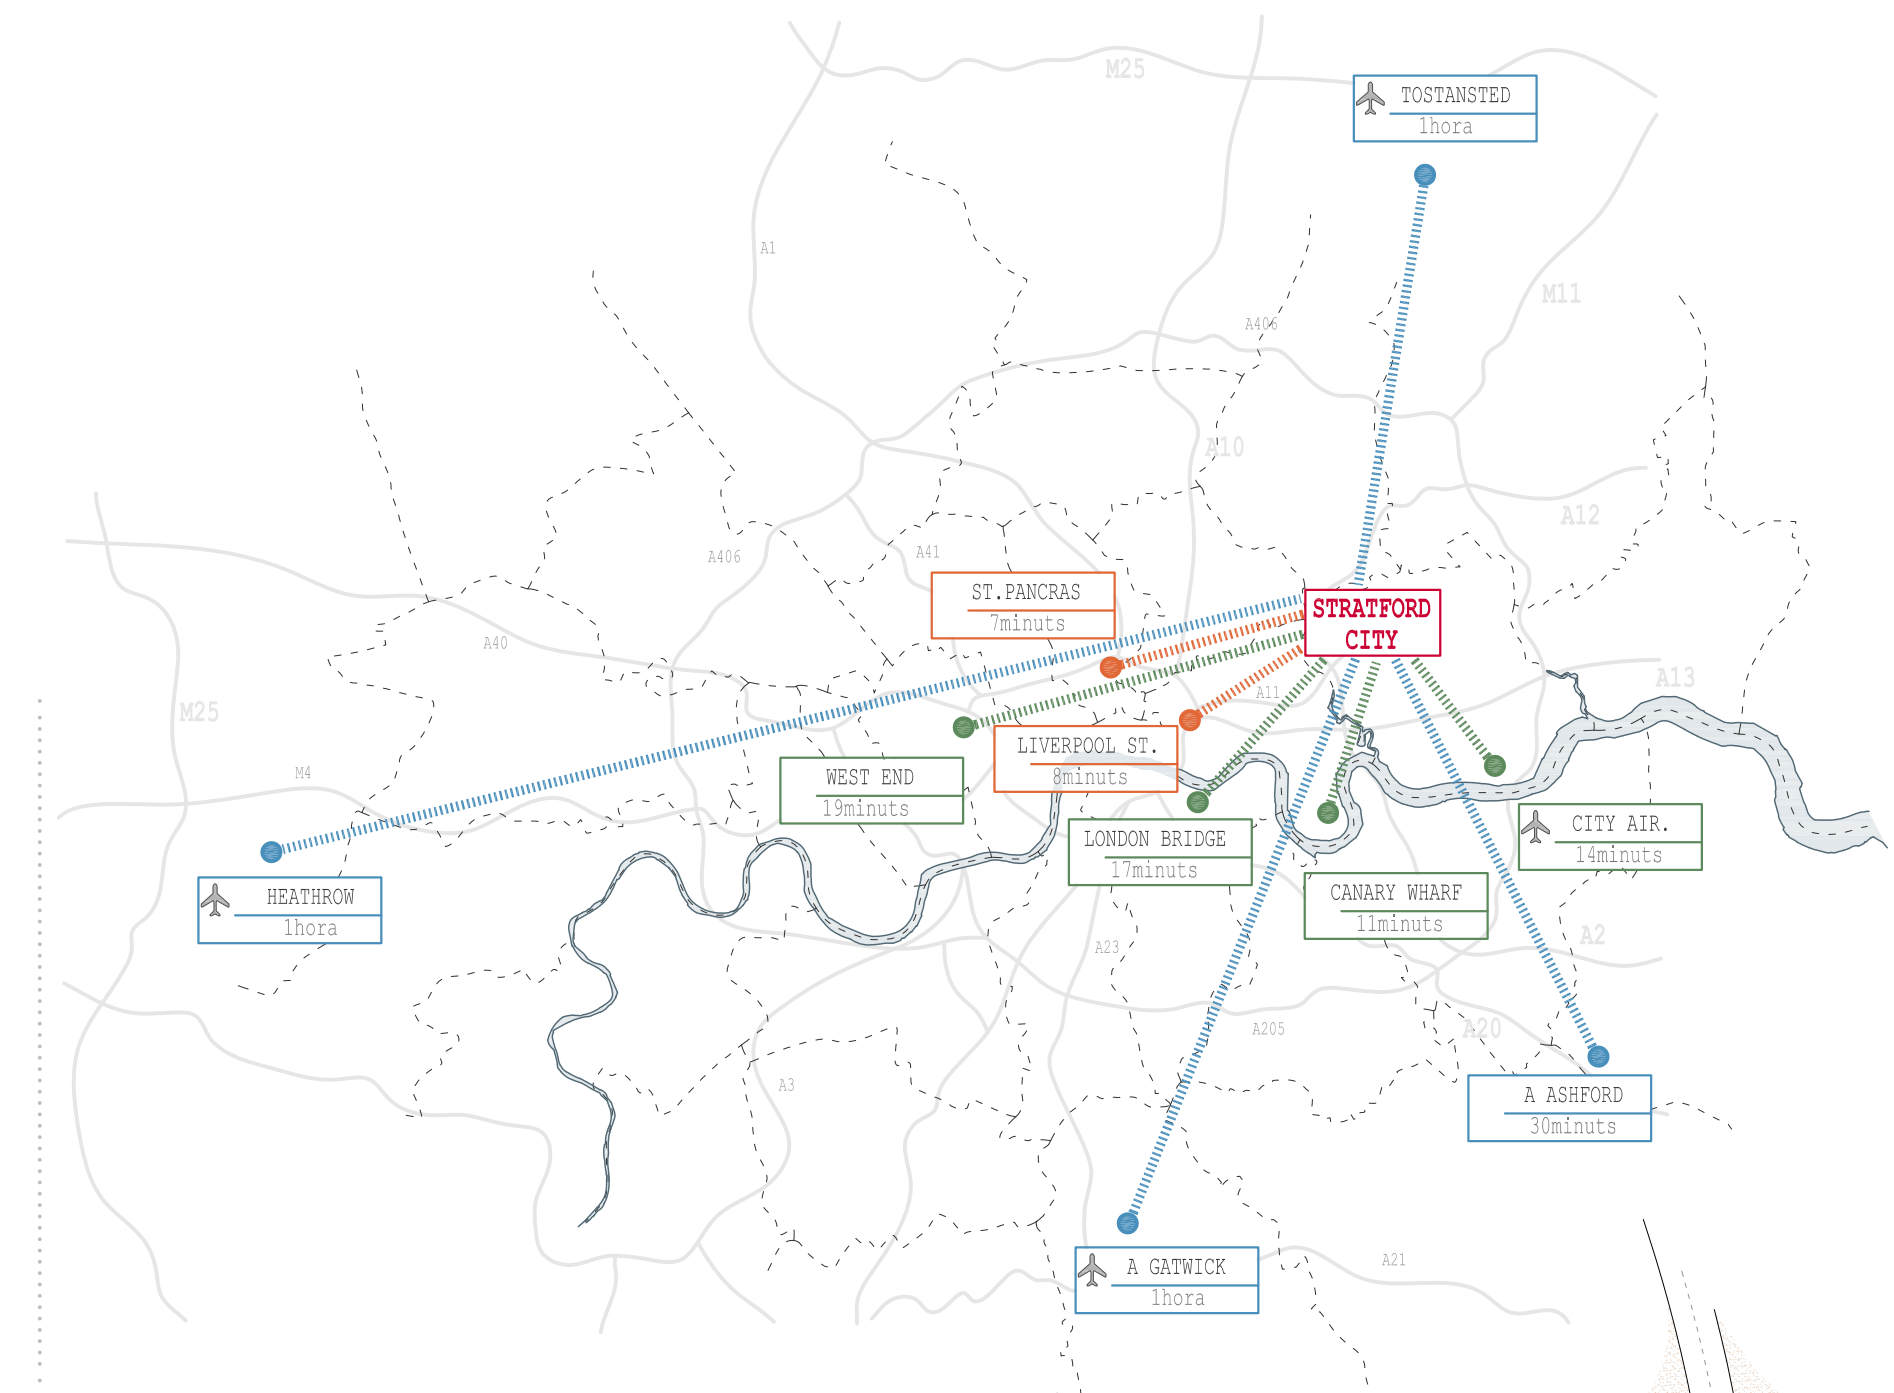 M25
TOSTANSTED
1hora
A1
M11
A406
A10
A12
A406
A41
ST.PANCRAS
7minuts
STRATFORD
CITY
A40
A13
A11
M25
LIVERPOOL ST.
8minuts
M4
WEST END
19minuts
LONDON BRIDGE
17minuts
CITY AIR.
14minuts
HEATHROW
1hora
CANARY WHARF
11minuts
A2
A23
A205
A20
A3
A ASHFORD
30minuts
A GATWICK
1hora
A21